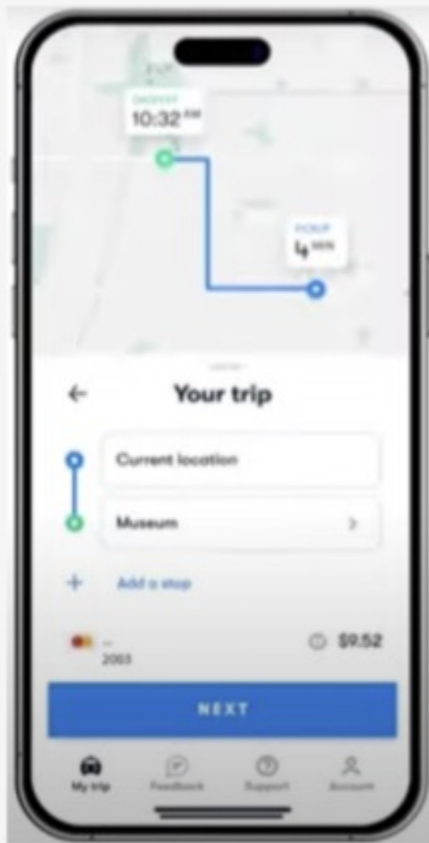 DROPOFF
10:32 AM
PICKUP
4 MIN
Your trip
Current location
Museum
Add a stop
2003
$9.52
NEXT
My trip
Feedback
Support
Account